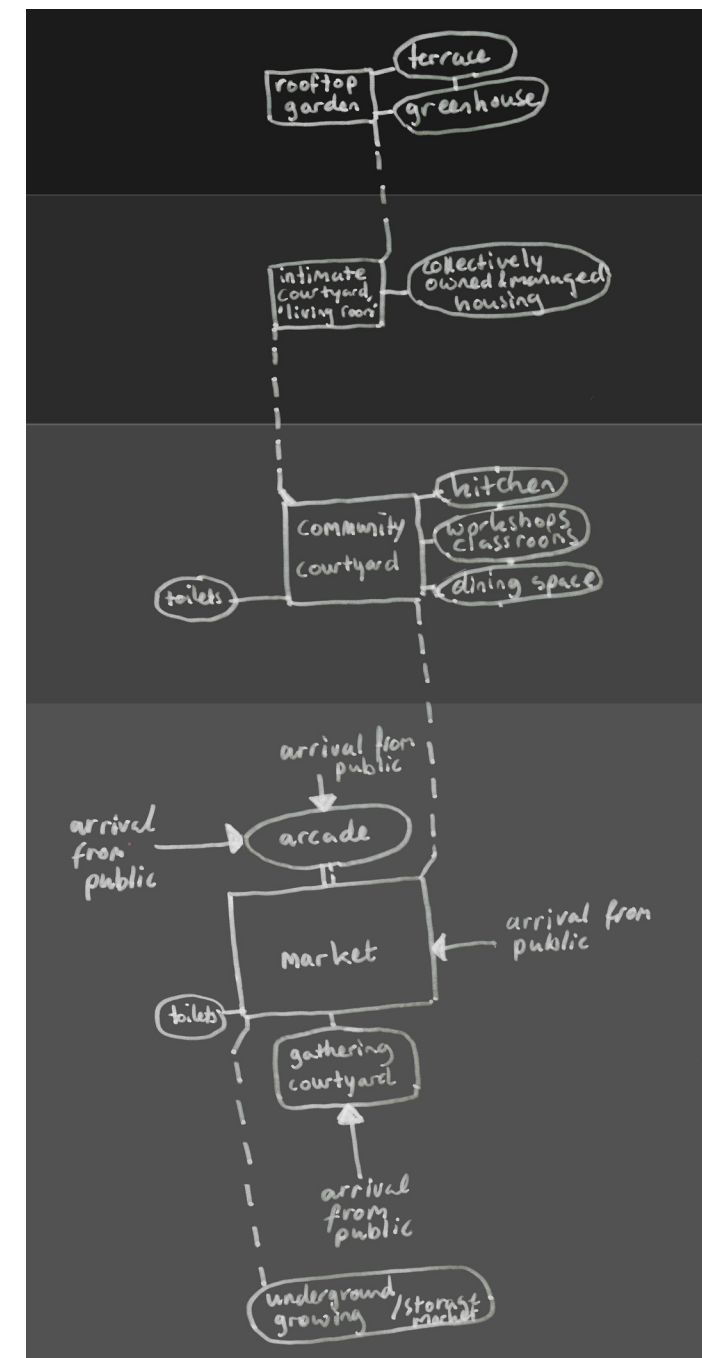 terrace
rooftop
garden
greenhouse
intimate
courtyard,
'living room'
collectively
owned & managed
housing
kitchen
community
courtyard
workshops
classrooms
dining space
toilets
arrival from
public
arrival
from
public
arcade
arrival from
public
market
toilets
gathering
courtyard
arrival
from
public
underground
growing
/storage
market